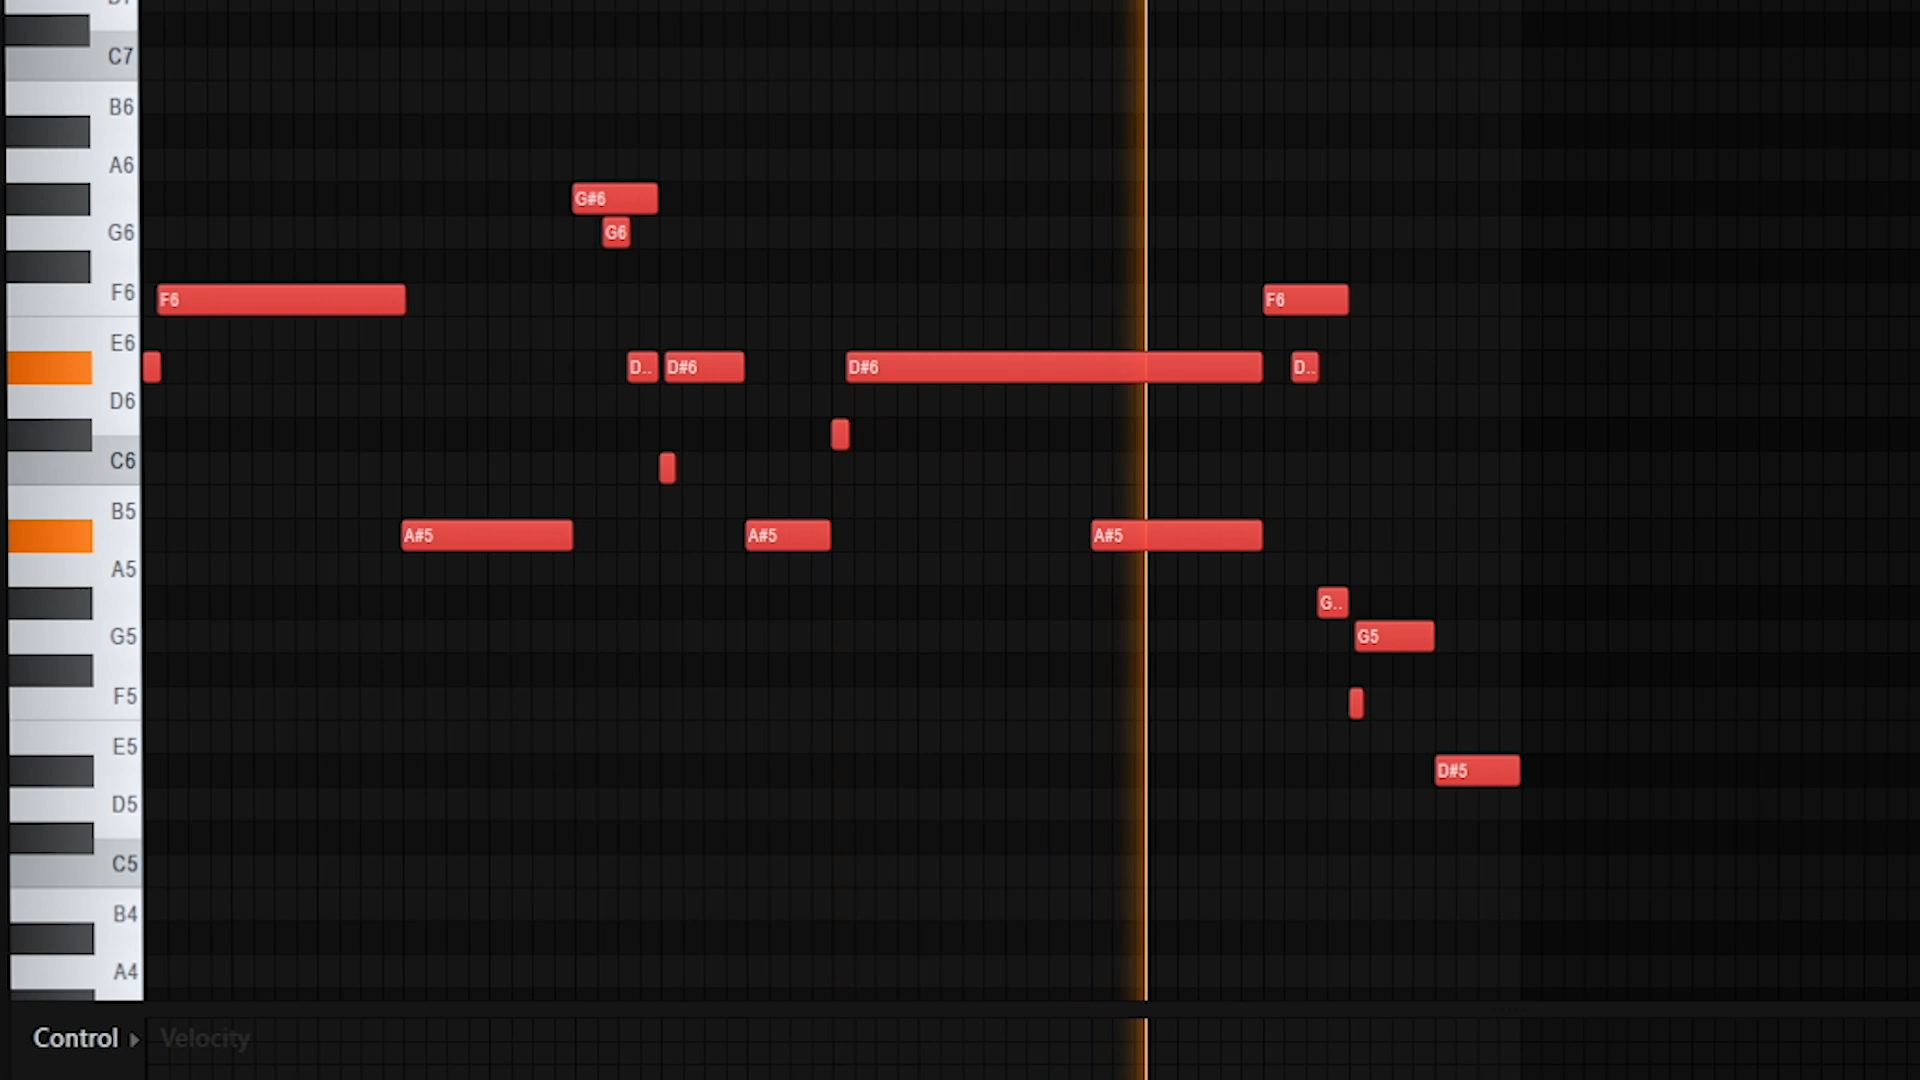 C7
B6
A6
G#6
G6
G6
F6
F6
F6
E6
D..
D#6
D#6
D..
D6
C6
B5
A#5
A#5
A#5
A5
G..
G5
G5
F5
E5
D#5
D5
C5
B4
A4
Control
Velocity